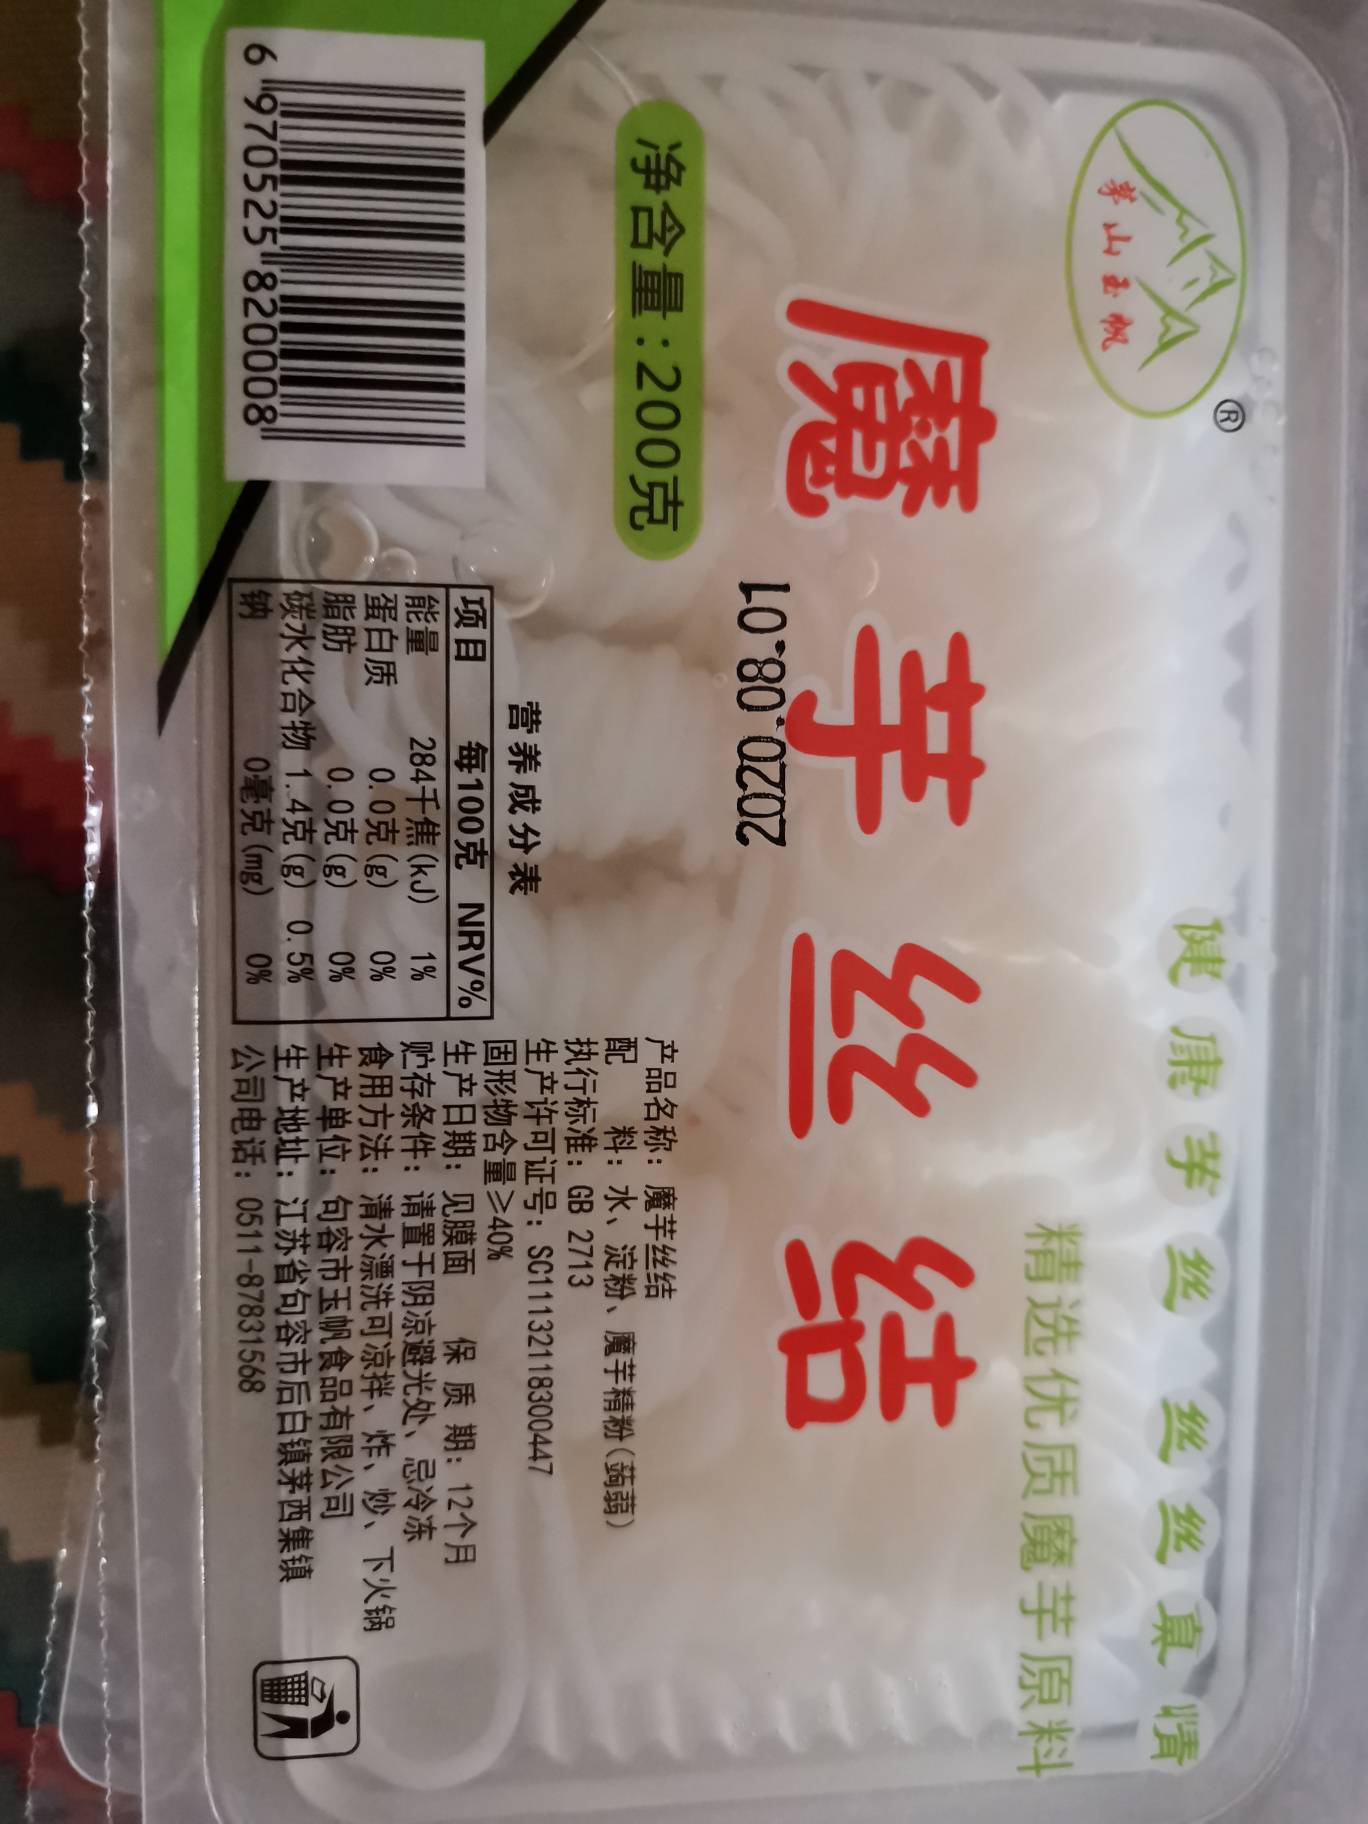 茅山玉帆
®
健康芋丝丝丝真情
精选优质魔芋原料
魔芋丝结
2020.08.01
净含量:200克
产品名称: 魔芋丝结
配 料: 水、淀粉、魔芋精粉(蒟蒻)
执行标准: GB 2713
生产许可证号: SC11132118300447
固形物含量≥40%
生产日期: 见膜面 保 质 期: 12个月
贮存条件: 请置于阴凉避光处、忌冷冻
食用方法: 清水漂洗可凉拌、炸、炒、下火锅
生产单位: 句容市玉帆食品有限公司
生产地址: 江苏省句容市后白镇茅西集镇
公司电话: 0511-87831568
营养成分表
项目 每100克 NRV%
能量 284千焦(kJ) 1%
蛋白质 0.0克(g) 0%
脂肪 0.0克(g) 0%
碳水化合物 1.4克(g) 0.5%
钠 0毫克(mg) 0%
6 970525 820008